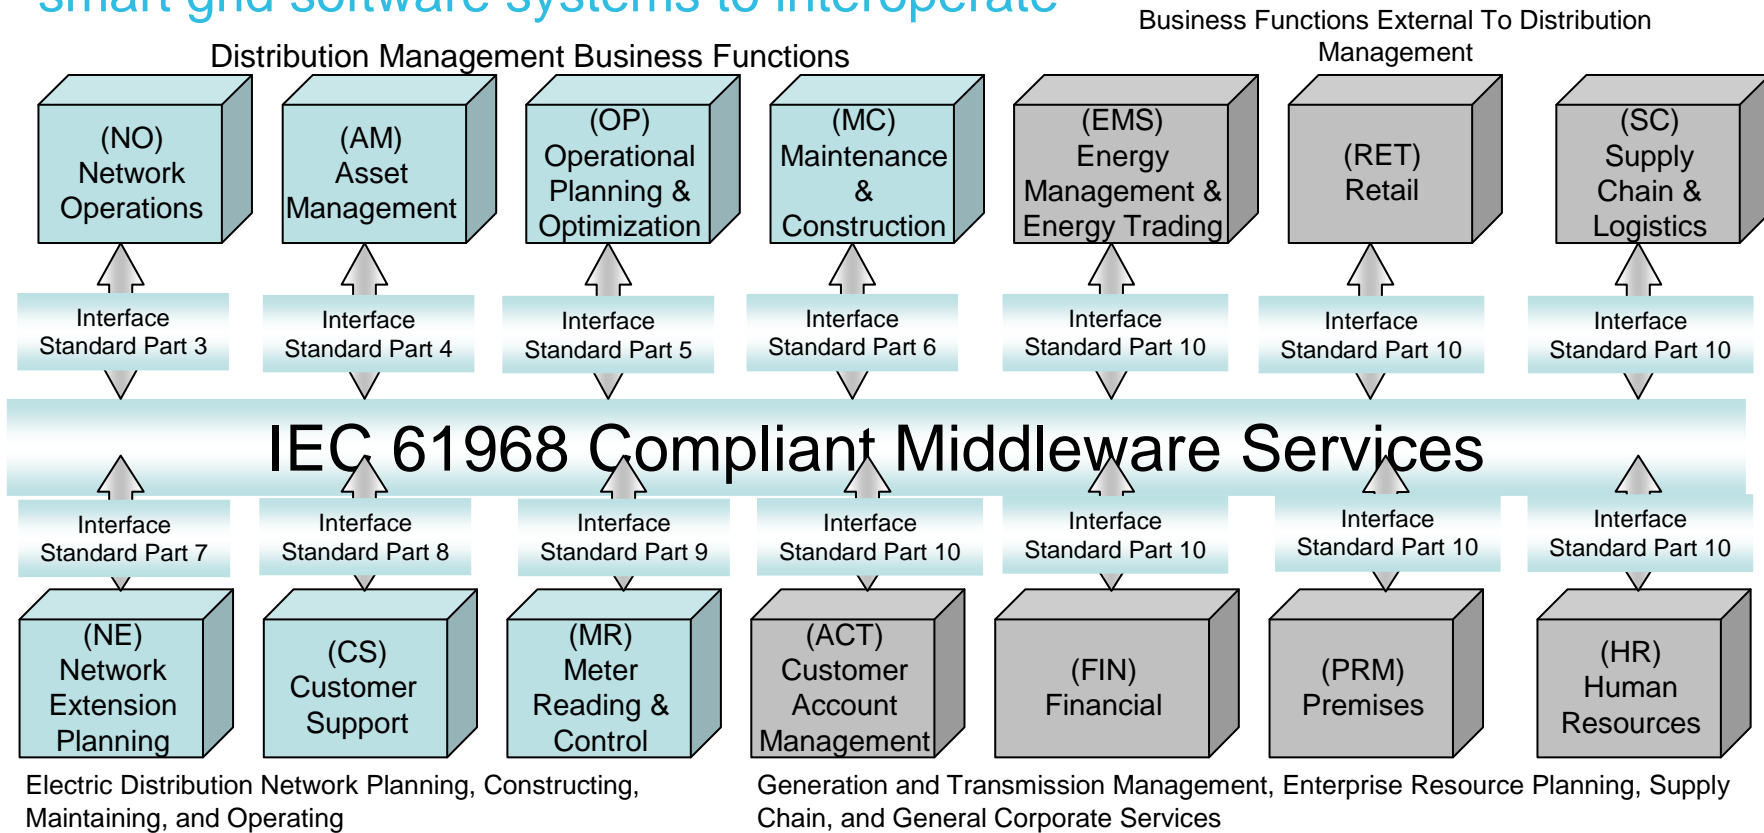 smart grid software systems to interoperate
Business Functions External To Distribution
Management
Distribution Management Business Functions
(NO)
Network
Operations
(AM)
Asset
Management
(OP)
Operational
Planning &
Optimization
(MC)
Maintenance
&
Construction
(EMS)
Energy
Management &
Energy Trading
(RET)
Retail
(SC)
Supply
Chain &
Logistics
Interface
Standard Part 3
Interface
Standard Part 4
Interface
Standard Part 5
Interface
Standard Part 6
Interface
Standard Part 10
Interface
Standard Part 10
Interface
Standard Part 10
IEC 61968 Compliant Middleware Services
Interface
Standard Part 7
Interface
Standard Part 8
Interface
Standard Part 9
Interface
Standard Part 10
Interface
Standard Part 10
Interface
Standard Part 10
Interface
Standard Part 10
(NE)
Network
Extension
Planning
(CS)
Customer
Support
(MR)
Meter
Reading &
Control
(ACT)
Customer
Account
Management
(FIN)
Financial
(PRM)
Premises
(HR)
Human
Resources
Electric Distribution Network Planning, Constructing,
Maintaining, and Operating
Generation and Transmission Management, Enterprise Resource Planning, Supply
Chain, and General Corporate Services